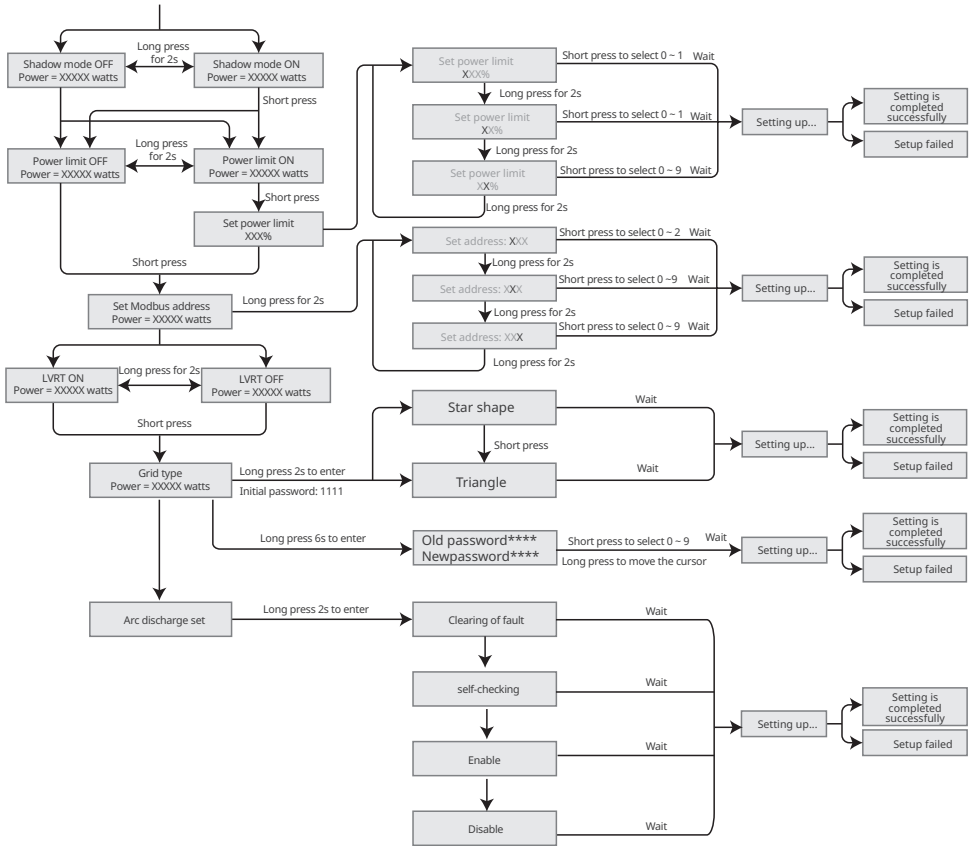 Shadow mode OFF
Power = XXXXX watts
Long press
for 2s
Shadow mode ON
Power = XXXXX watts
Short press
Power limit OFF
Power = XXXXX watts
Long press
for 2s
Power limit ON
Power = XXXXX watts
Short press
Set power limit
XXX%
Short press
Set Modbus address
Power = XXXXX watts
Long press for 2s
LVRT ON
Power = XXXXX watts
Long press for 2s
LVRT OFF
Power = XXXXX watts
Short press
Grid type
Power = XXXXX watts
Long press 2s to enter
Initial password: 1111
Long press 6s to enter
Arc discharge set
Long press 2s to enter
Set power limit
XXX%
Short press to select 0 ~ 1 Wait
Long press for 2s
Set power limit
XX%
Short press to select 0 ~ 1 Wait
Long press for 2s
Set power limit
XX%
Short press to select 0 ~ 9 Wait
Long press for 2s
Setting up...
Setting is
completed
successfully
Setup failed
Set address: XXX
Short press to select 0 ~ 2 Wait
Long press for 2s
Set address: XXX
Short press to select 0 ~9 Wait
Long press for 2s
Set address: XXX
Short press to select 0 ~ 9 Wait
Long press for 2s
Setting up...
Setting is
completed
successfully
Setup failed
Star shape
Wait
Short press
Triangle
Wait
Setting up...
Setting is
completed
successfully
Setup failed
Old password****
Newpassword****
Short press to select 0 ~ 9 Wait
Long press to move the cursor
Setting up...
Setting is
completed
successfully
Setup failed
Clearing of fault
Wait
self-checking
Wait
Enable
Wait
Disable
Wait
Setting up...
Setting is
completed
successfully
Setup failed